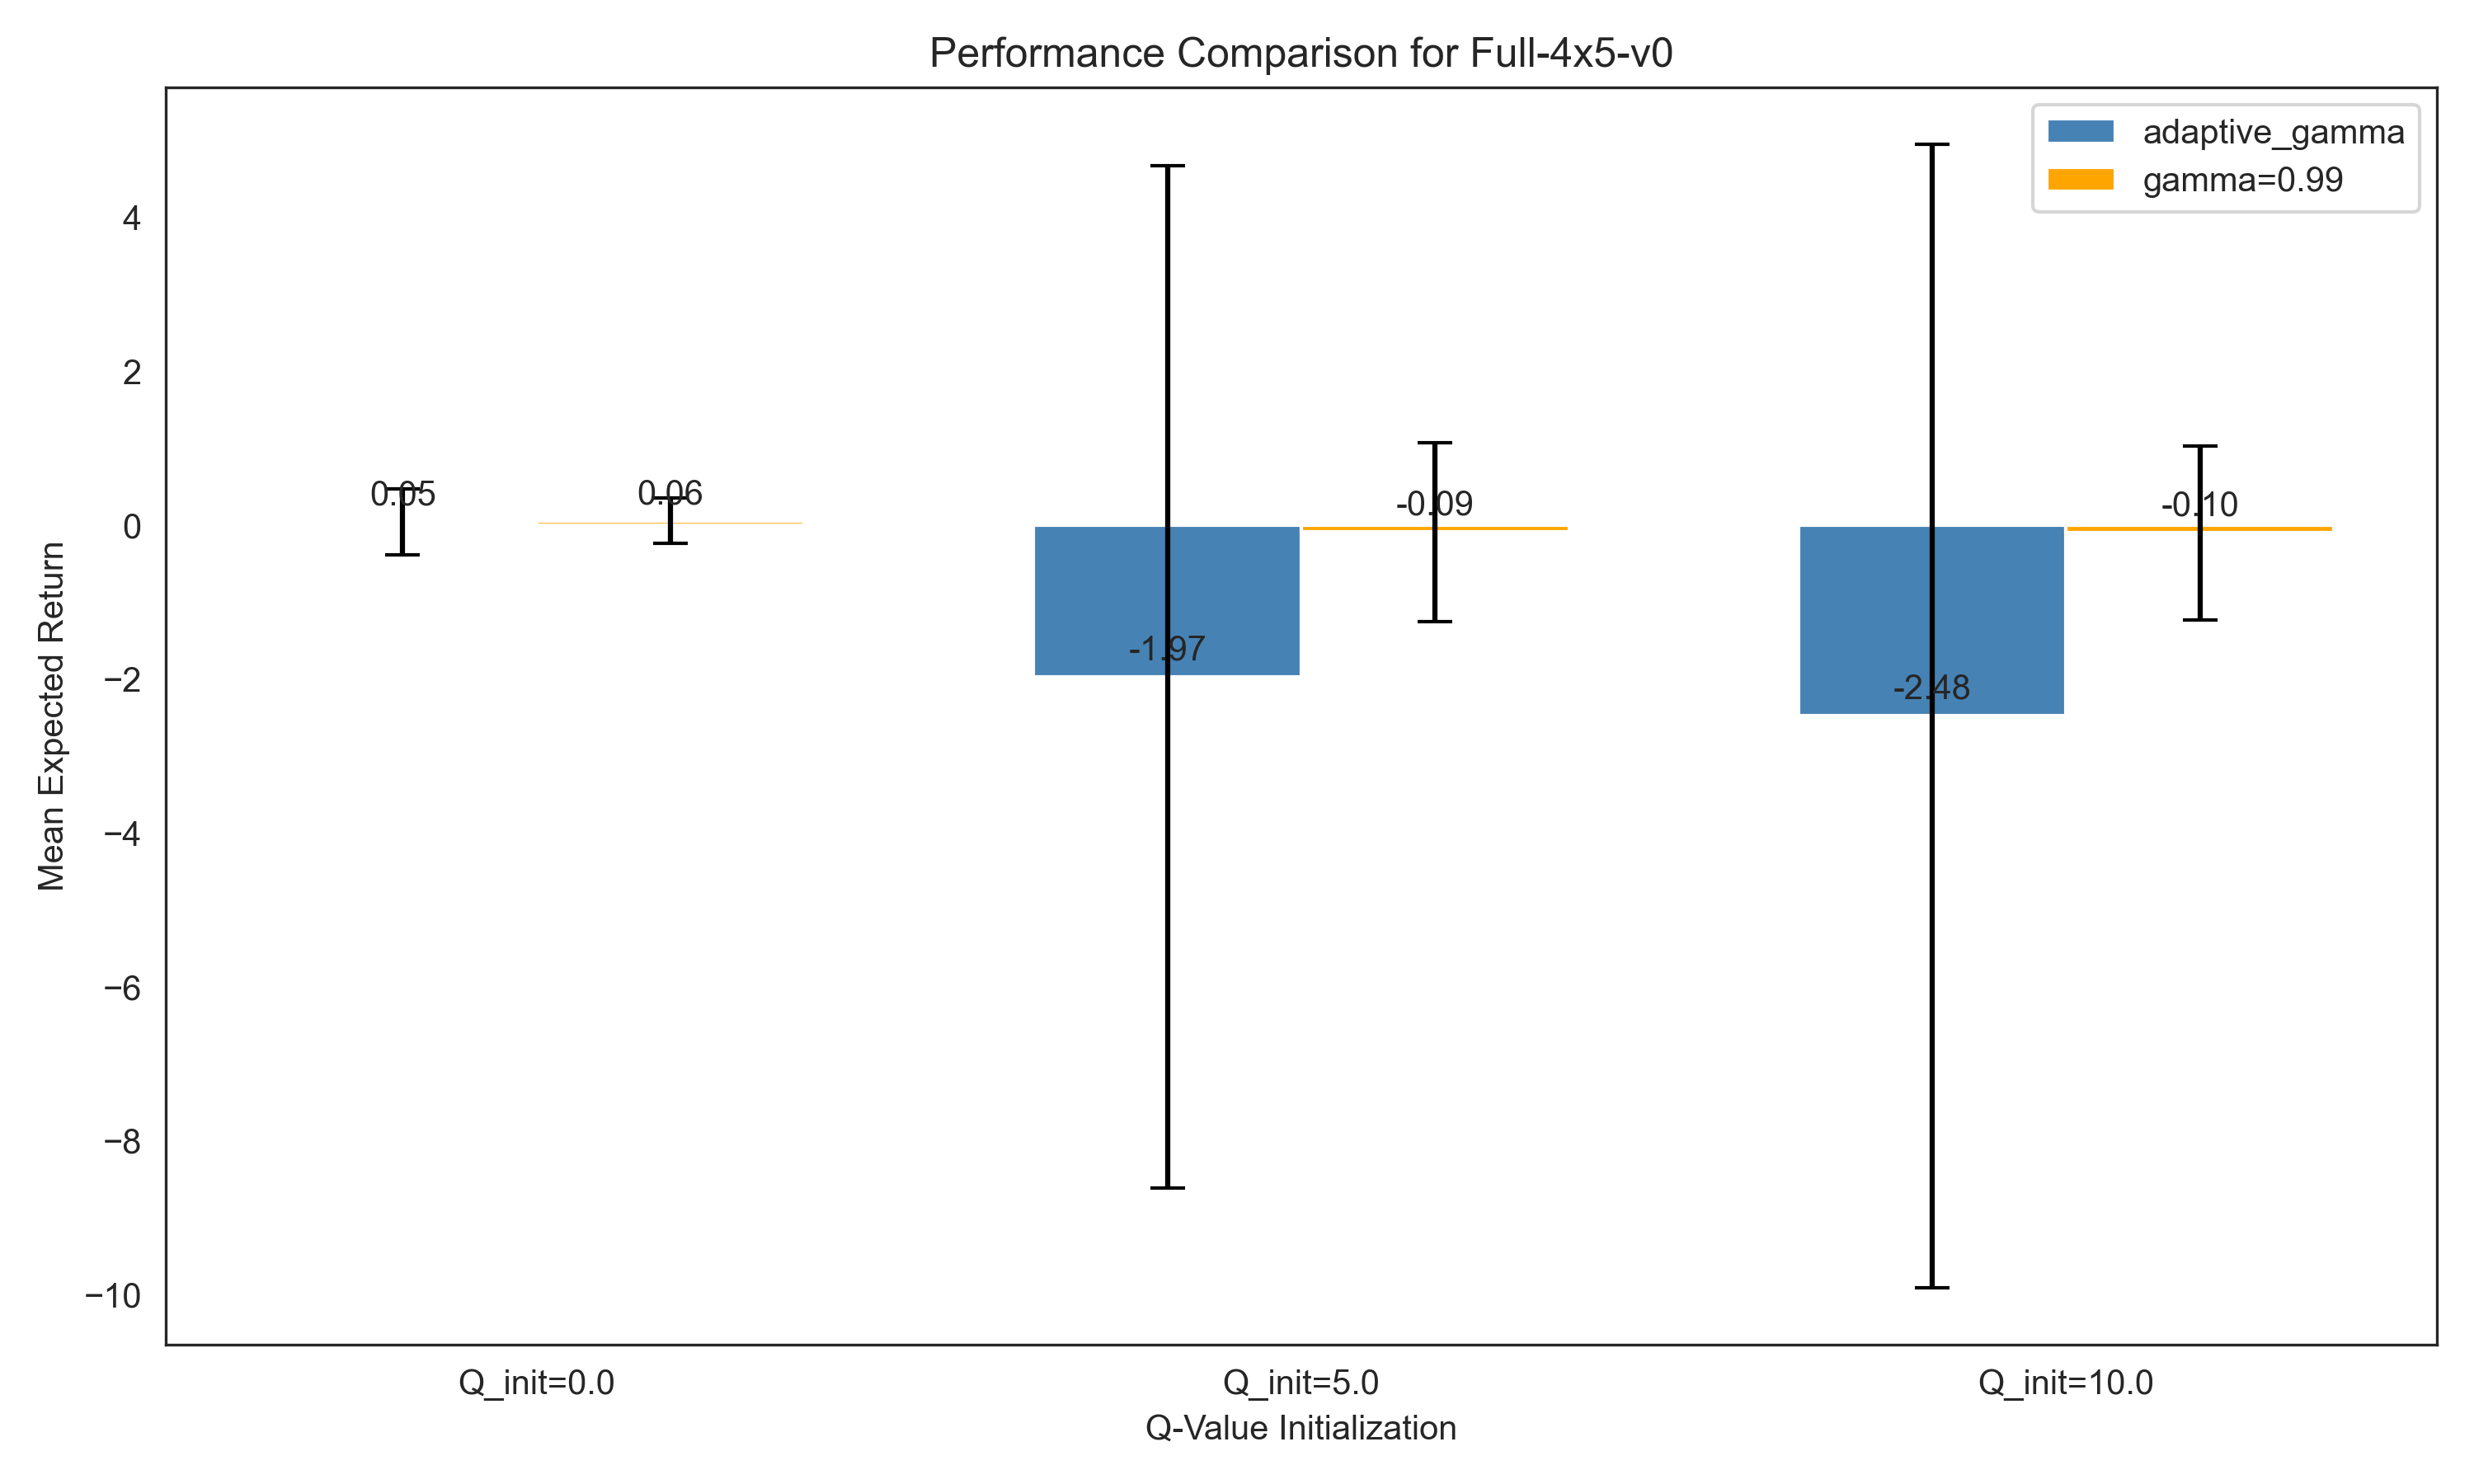 Performance Comparison for Full-4x5-v0
adaptive_gamma
gamma=0.99
Mean Expected Return
4
2
0
−2
−4
−6
−8
−10
0.05
0.06
-1.97
-0.09
-2.48
-0.10
Q_init=0.0
Q_init=5.0
Q_init=10.0
Q-Value Initialization